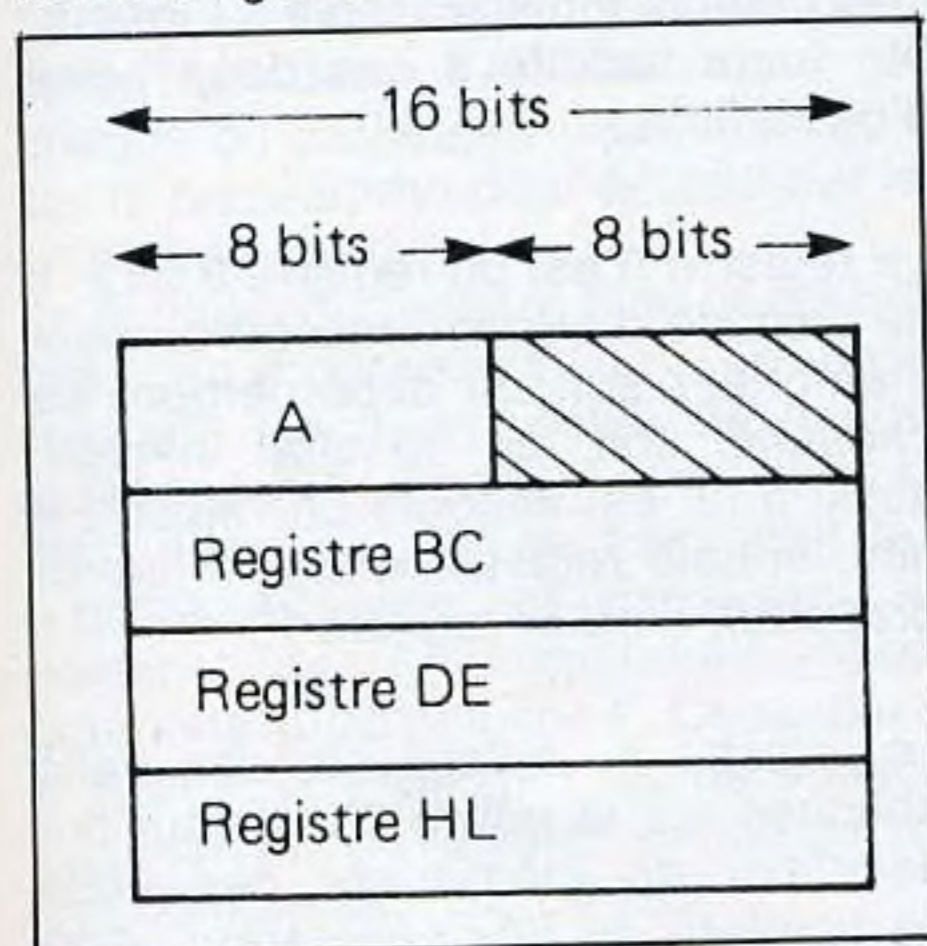 16 bits
8 bits 8 bits
A
Registre BC
Registre DE
Registre HL